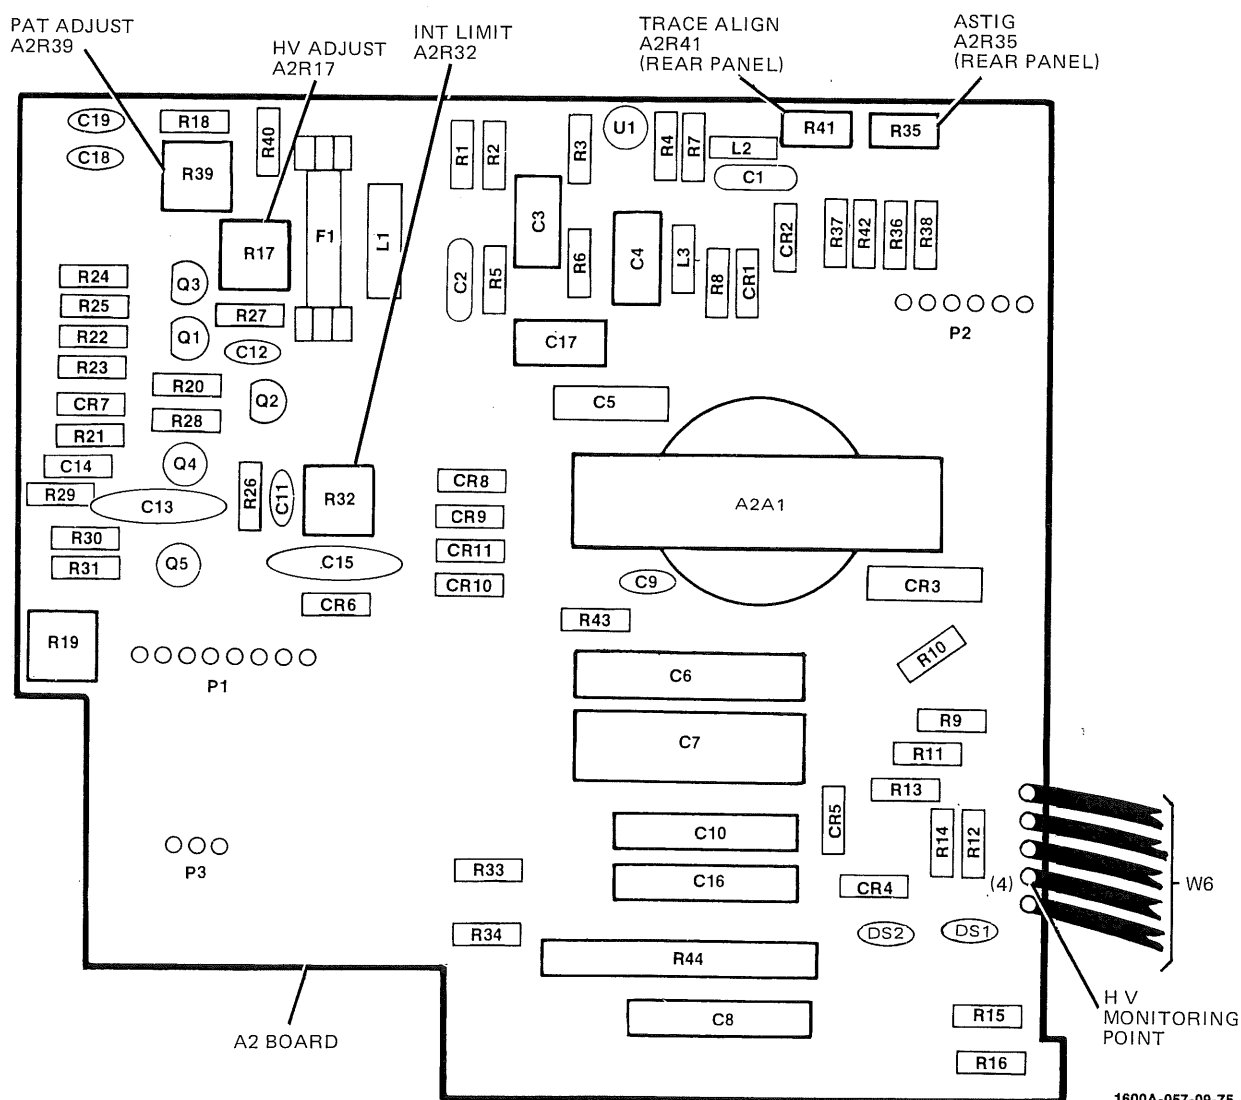 PAT ADJUST
A2R39
HV ADJUST
A2R17
INT LIMIT
A2R32
TRACE ALIGN
A2R41
(REAR PANEL)
ASTIG
A2R35
(REAR PANEL)
C19
R18
R40
C18
R39
R17
F1
L1
R1
R2
R3
U1
R4
R7
L2
C1
R41
R35
C3
C4
CR2
R37
R42
R36
R38
C2
R5
R6
L3
R8
CR1
P2
R24
Q3
R25
R27
R22
Q1
C12
C17
R23
R20
Q2
C5
CR7
R28
R21
C14
Q4
R29
C13
R26
C11
R32
CR8
A2A1
CR9
R30
CR11
R31
Q5
C15
CR10
C9
CR3
CR6
R43
R19
P1
R10
C6
R9
C7
R11
R13
CR5
C10
R14
R12
P3
R33
C16
CR4
(4)
W6
DS2
DS1
R34
R44
C8
R15
R16
A2 BOARD
H V
MONITORING
POINT
1600A-057-09-75